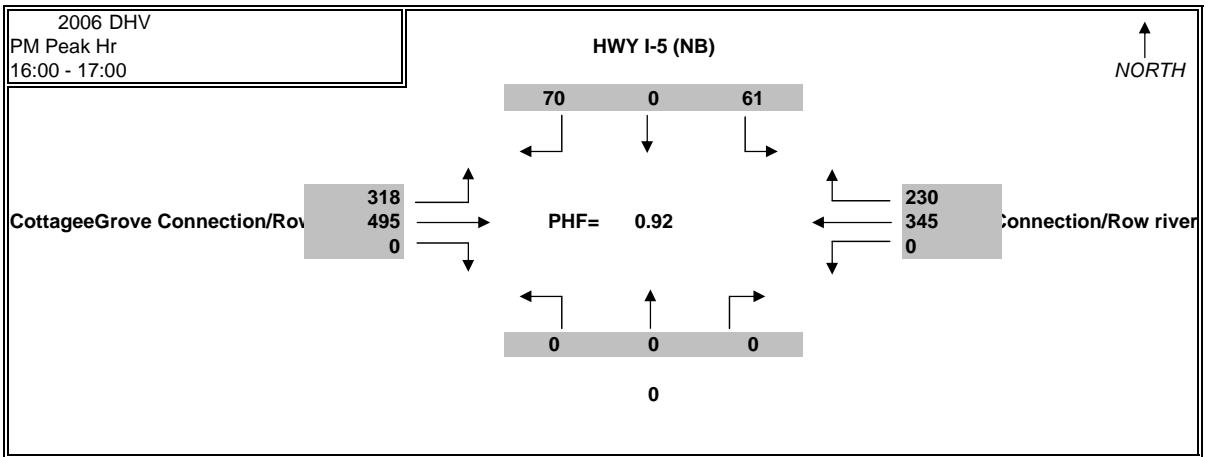 2006 DHV
PM Peak Hr
16:00 - 17:00
HWY I-5 (NB)
NORTH
70 0 61
318
495
0
CottageeGrove Connection/Rov
PHF= 0.92
230
345
0
Connection/Row river
0 0 0
0